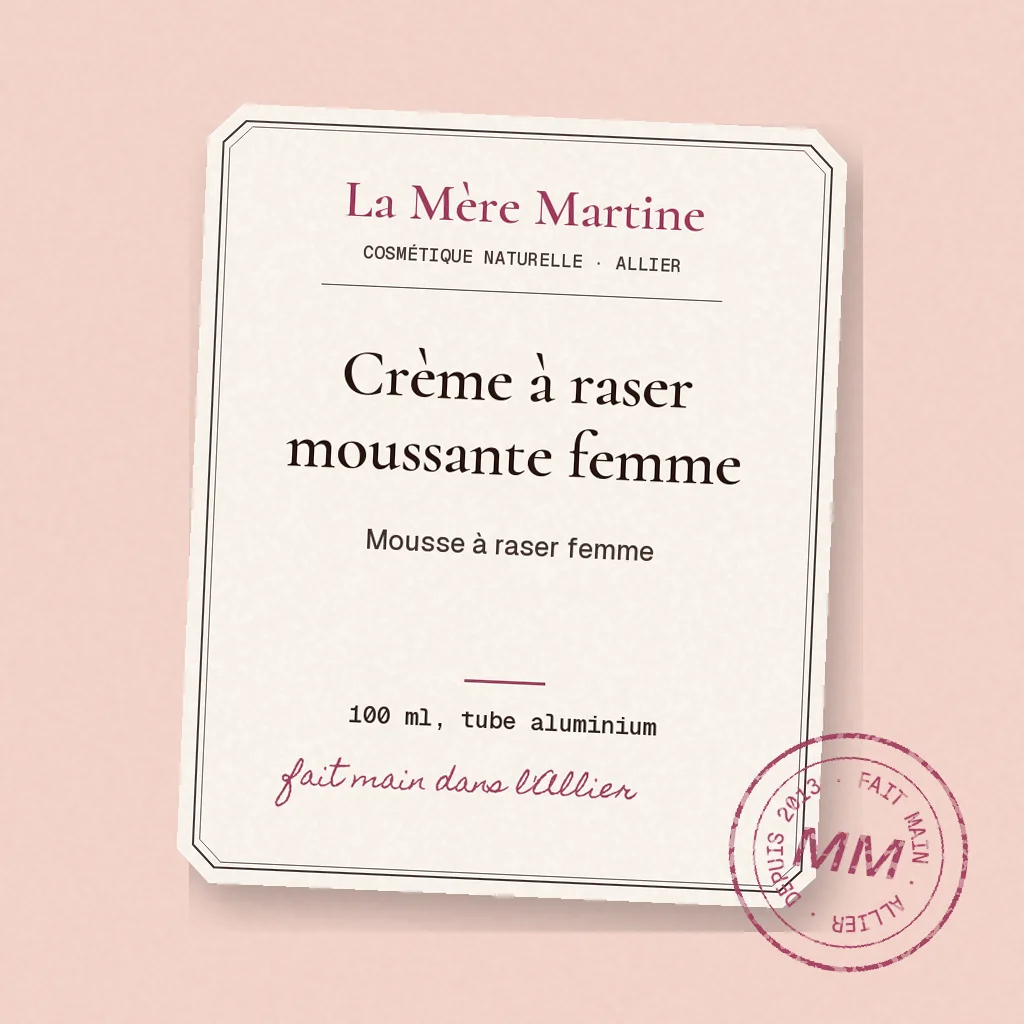 La Mère Martine
COSMÉTIQUE NATURELLE · ALLIER
Crème à raser
moussante femme
Mousse à raser femme
100 ml, tube aluminium
fait main dans l'Allier
DEPUIS 2013 · FAIT MAIN · ALLIER ·
MM